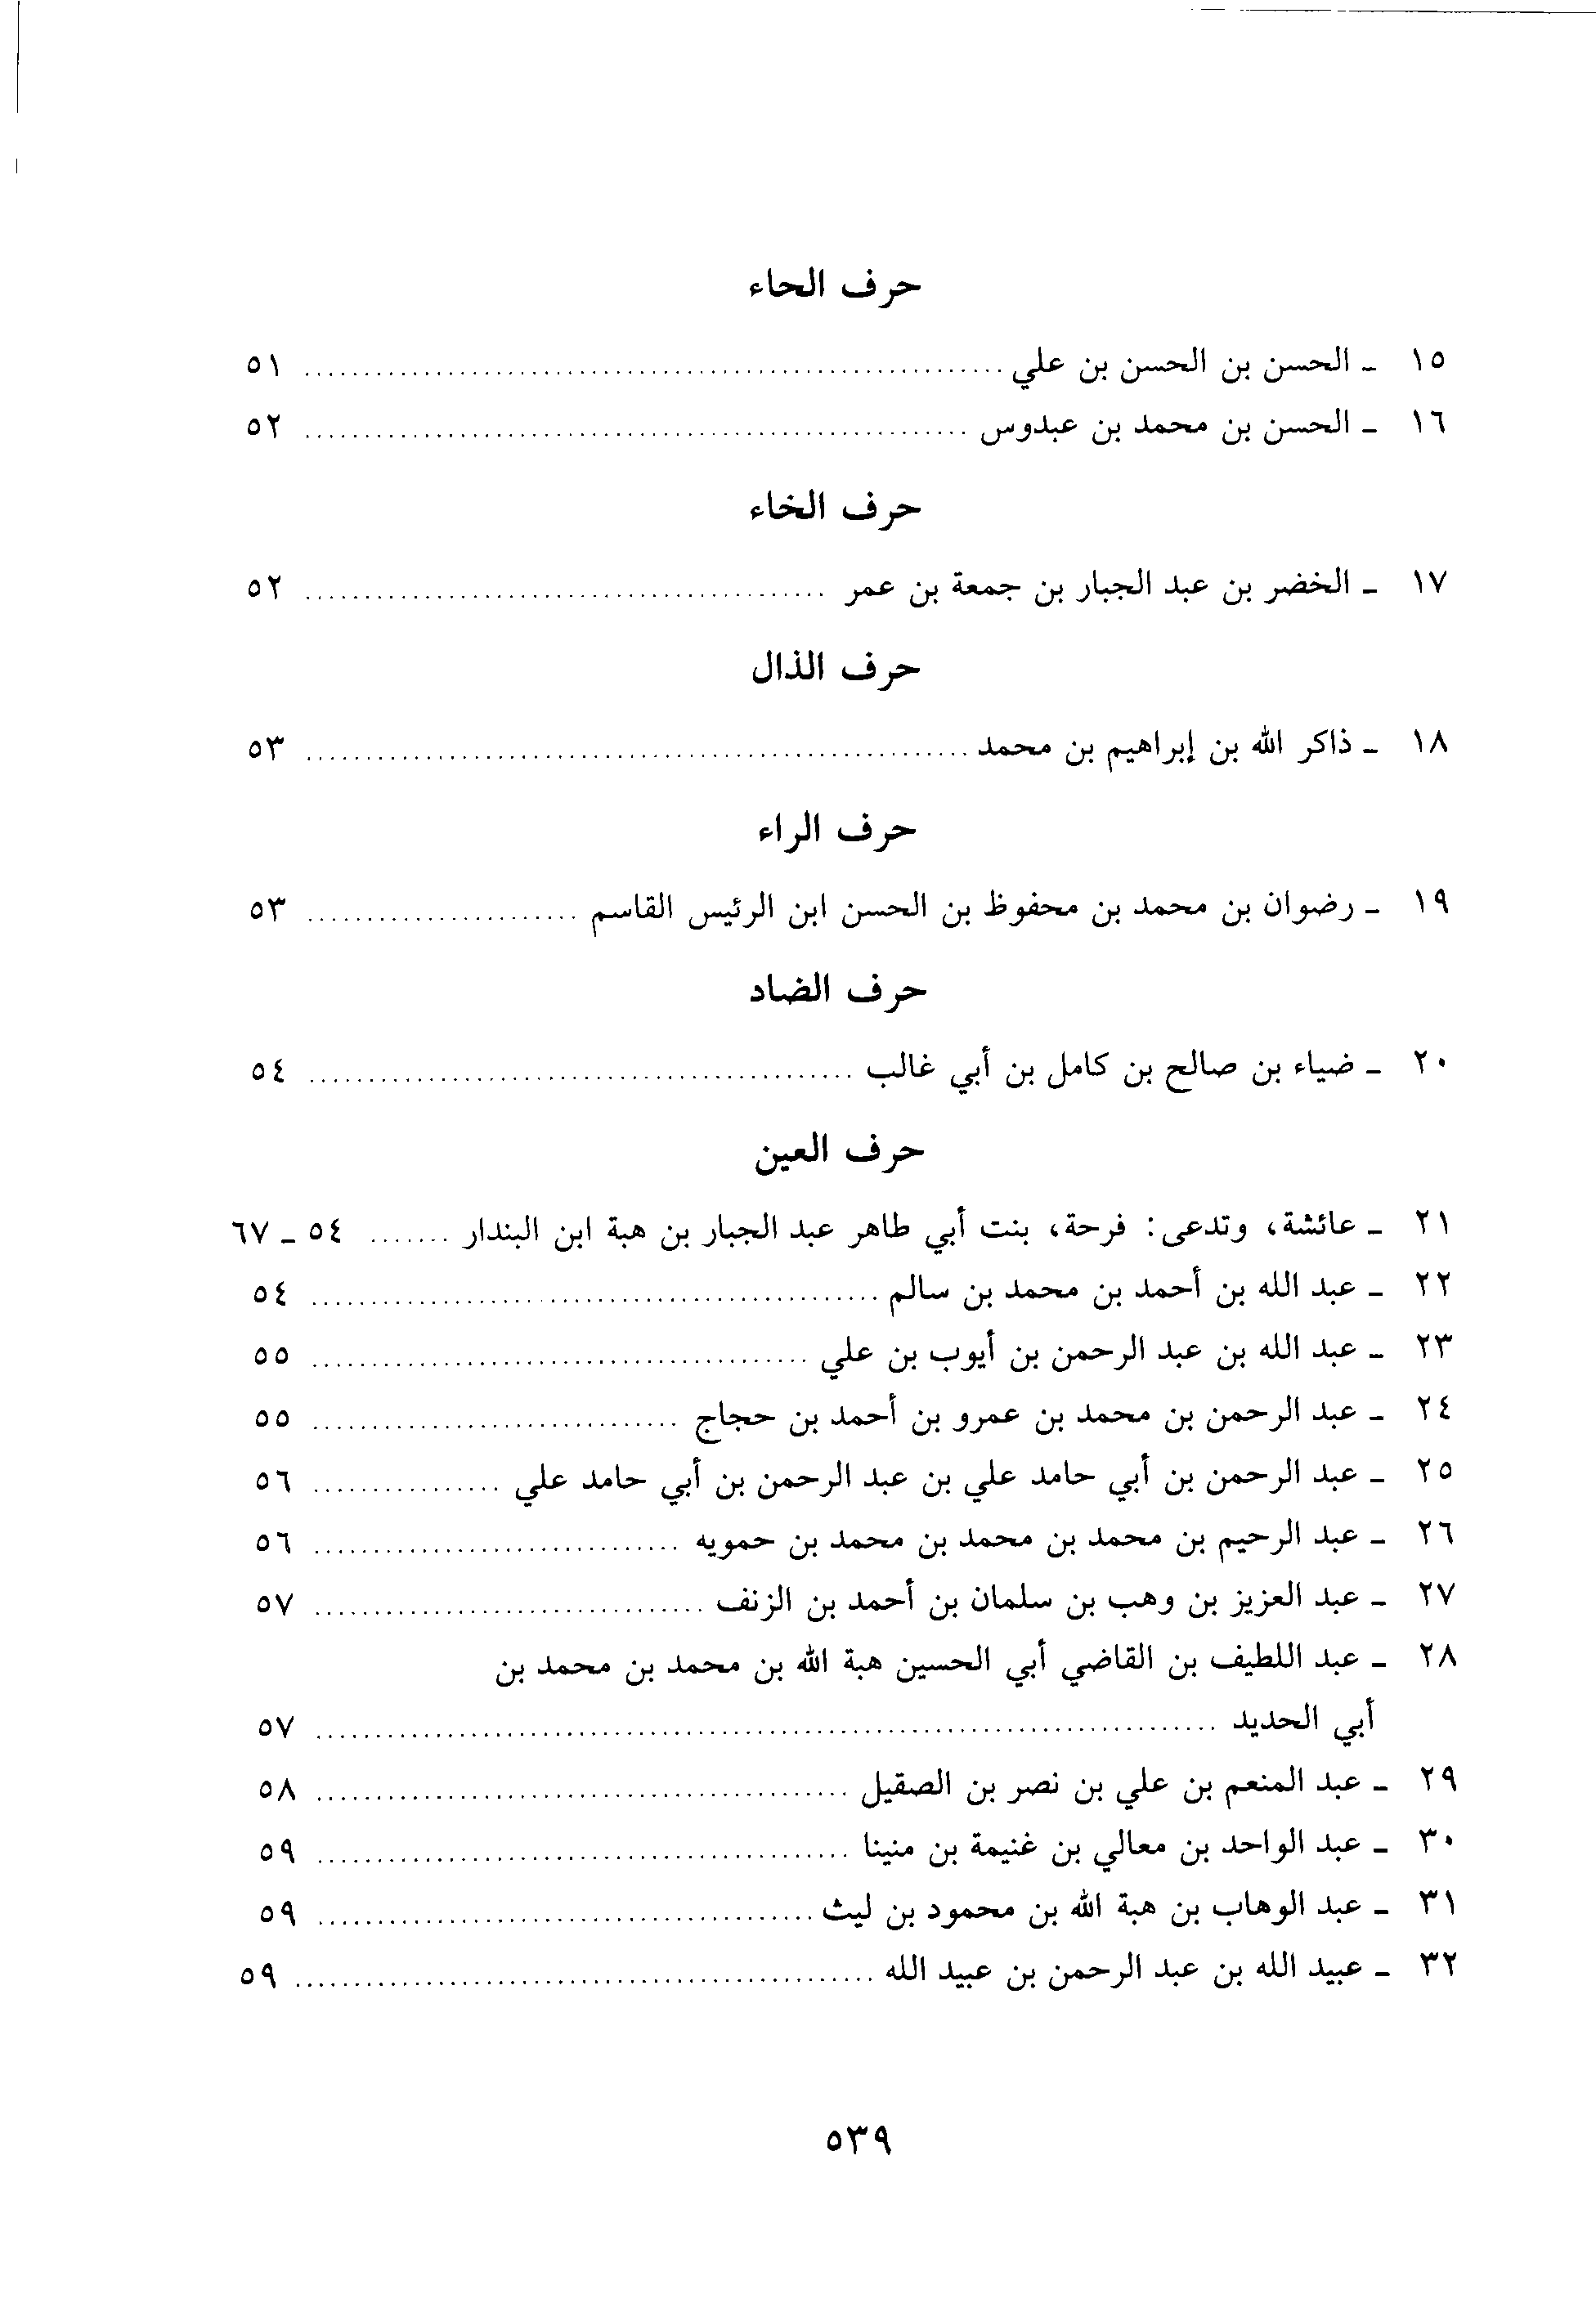 حرف الحاء
١٥ - الحسن بن الحسن بن علي ........ ٥١
١٦ - الحسن بن محمد بن عبدوس ........ ٥٢
حرف الخاء
١٧ - الخضر بن عبد الجبار بن جمعة بن عمر ........ ٥٢
حرف الذال
١٨ - ذاكر الله بن إبراهيم بن محمد ........ ٥٣
حرف الراء
١٩ - رضوان بن محمد بن محفوظ بن الحسن ابن الرئيس القاسم ........ ٥٣
حرف الضاد
٢٠ - ضياء بن صالح بن كامل بن أبي غالب ........ ٥٤
حرف العين
٢١ - عائشة، وتدعى: فرحة، بنت أبي طاهر عبد الجبار بن هبة ابن البندار ....... ٥٤ - ٦٧
٢٢ - عبد الله بن أحمد بن محمد بن سالم ........ ٥٤
٢٣ - عبد الله بن عبد الرحمن بن أيوب بن علي ........ ٥٥
٢٤ - عبد الرحمن بن محمد بن عمرو بن أحمد بن حجاج ........ ٥٥
٢٥ - عبد الرحمن بن أبي حامد علي بن عبد الرحمن بن أبي حامد علي ........ ٥٦
٢٦ - عبد الرحيم بن محمد بن محمد بن محمد بن حمويه ........ ٥٦
٢٧ - عبد العزيز بن وهب بن سلمان بن أحمد بن الزنف ........ ٥٧
٢٨ - عبد اللطيف بن القاضي أبي الحسين هبة الله بن محمد بن محمد بن
أبي الحديد ........ ٥٧
٢٩ - عبد المنعم بن علي بن نصر بن الصقيل ........ ٥٨
٣٠ - عبد الواحد بن معالي بن غنيمة بن منينا ........ ٥٩
٣١ - عبد الوهاب بن هبة الله بن محمود بن ليث ........ ٥٩
٣٢ - عبيد الله بن عبد الرحمن بن عبيد الله ........ ٥٩
٥٣٩